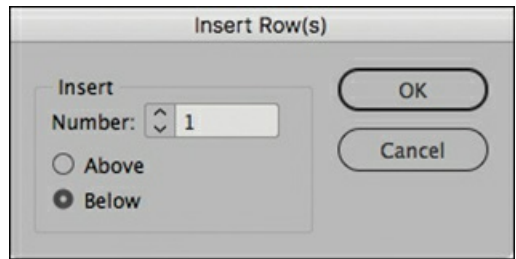 Insert Row(s)
Insert
Number: 1
Above
Below
OK
Cancel